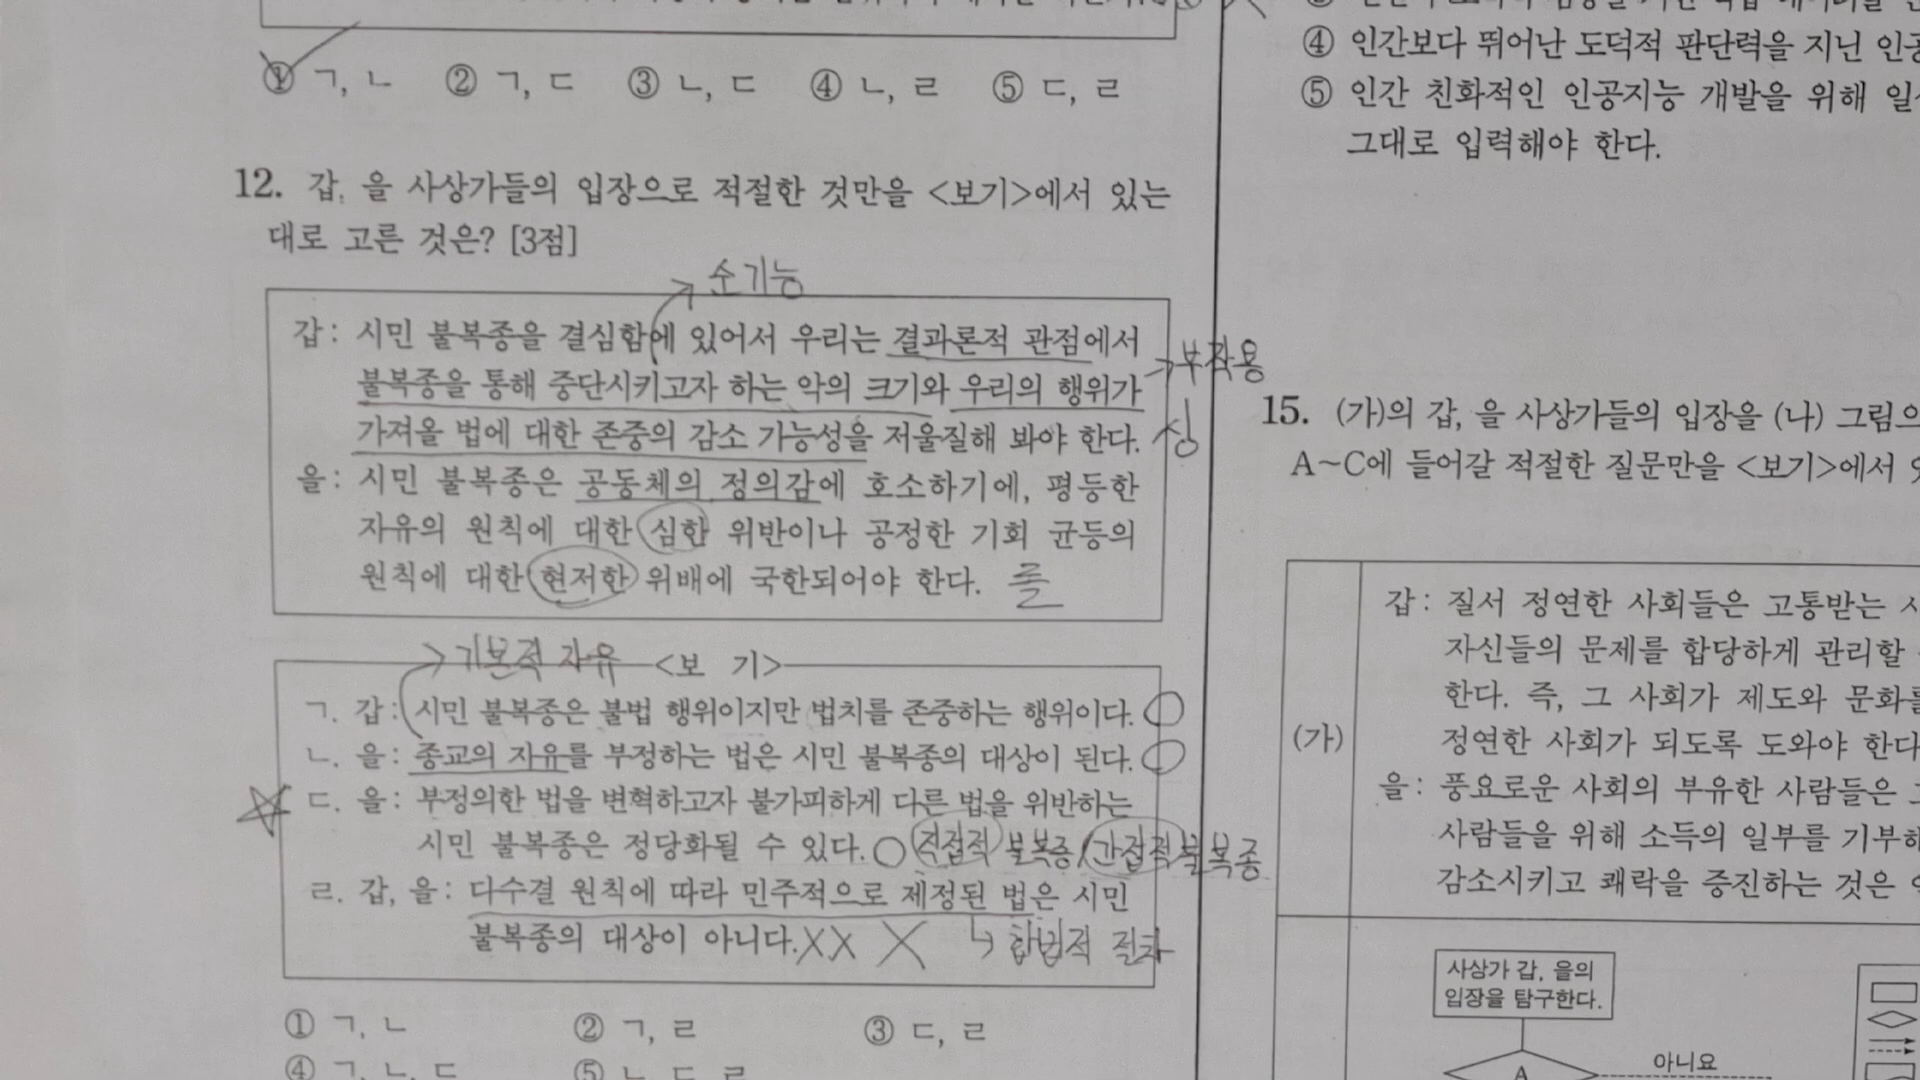 ① ㄱ, ㄴ ② ㄱ, ㄷ ③ ㄴ, ㄷ ④ ㄴ, ㄹ ⑤ ㄷ, ㄹ
12. 갑, 을 사상가들의 입장으로 적절한 것만을 <보기>에서 있는
대로 고른 것은? [3점]
순기능
갑: 시민 불복종을 결심함에 있어서 우리는 결과론적 관점에서
불복종을 통해 중단시키고자 하는 악의 크기와 우리의 행위가
부작용
가져올 법에 대한 존중의 감소 가능성을 저울질해 봐야 한다.
싱
을: 시민 불복종은 공동체의 정의감에 호소하기에, 평등한
자유의 원칙에 대한 심한 위반이나 공정한 기회 균등의
원칙에 대한 현저한 위배에 국한되어야 한다. 롤
기본적 자유
<보 기>
ㄱ. 갑: 시민 불복종은 불법 행위이지만 법치를 존중하는 행위이다.
ㄴ. 을: 종교의 자유를 부정하는 법은 시민 불복종의 대상이 된다.
ㄷ. 을: 부정의한 법을 변혁하고자 불가피하게 다른 법을 위반하는
시민 불복종은 정당화될 수 있다. 직접적 불복종/간접적 불복종
ㄹ. 갑, 을: 다수결 원칙에 따라 민주적으로 제정된 법은 시민
불복종의 대상이 아니다. XX X 합법적 절차
① ㄱ, ㄴ ② ㄱ, ㄹ ③ ㄷ, ㄹ
④ ㄱ, ㄴ, ㄷ ⑤ ㄴ, ㄷ, ㄹ
④ 인간보다 뛰어난 도덕적 판단력을 지닌
⑤ 인간 친화적인 인공지능 개발을 위해
그대로 입력해야 한다.
15. (가)의 갑, 을 사상가들의 입장을 (나) 그림으
A~C에 들어갈 적절한 질문만을 <보기>에서
(가)
갑: 질서 정연한 사회들은 고통받는
자신들의 문제를 합당하게 관리할
한다. 즉, 그 사회가 제도와 문화를
정연한 사회가 되도록 도와야 한다
을: 풍요로운 사회의 부유한 사람들은
사람들을 위해 소득의 일부를 기부해
감소시키고 쾌락을 증진하는 것은
사상가 갑, 을의
입장을 탐구한다.
아니요
A